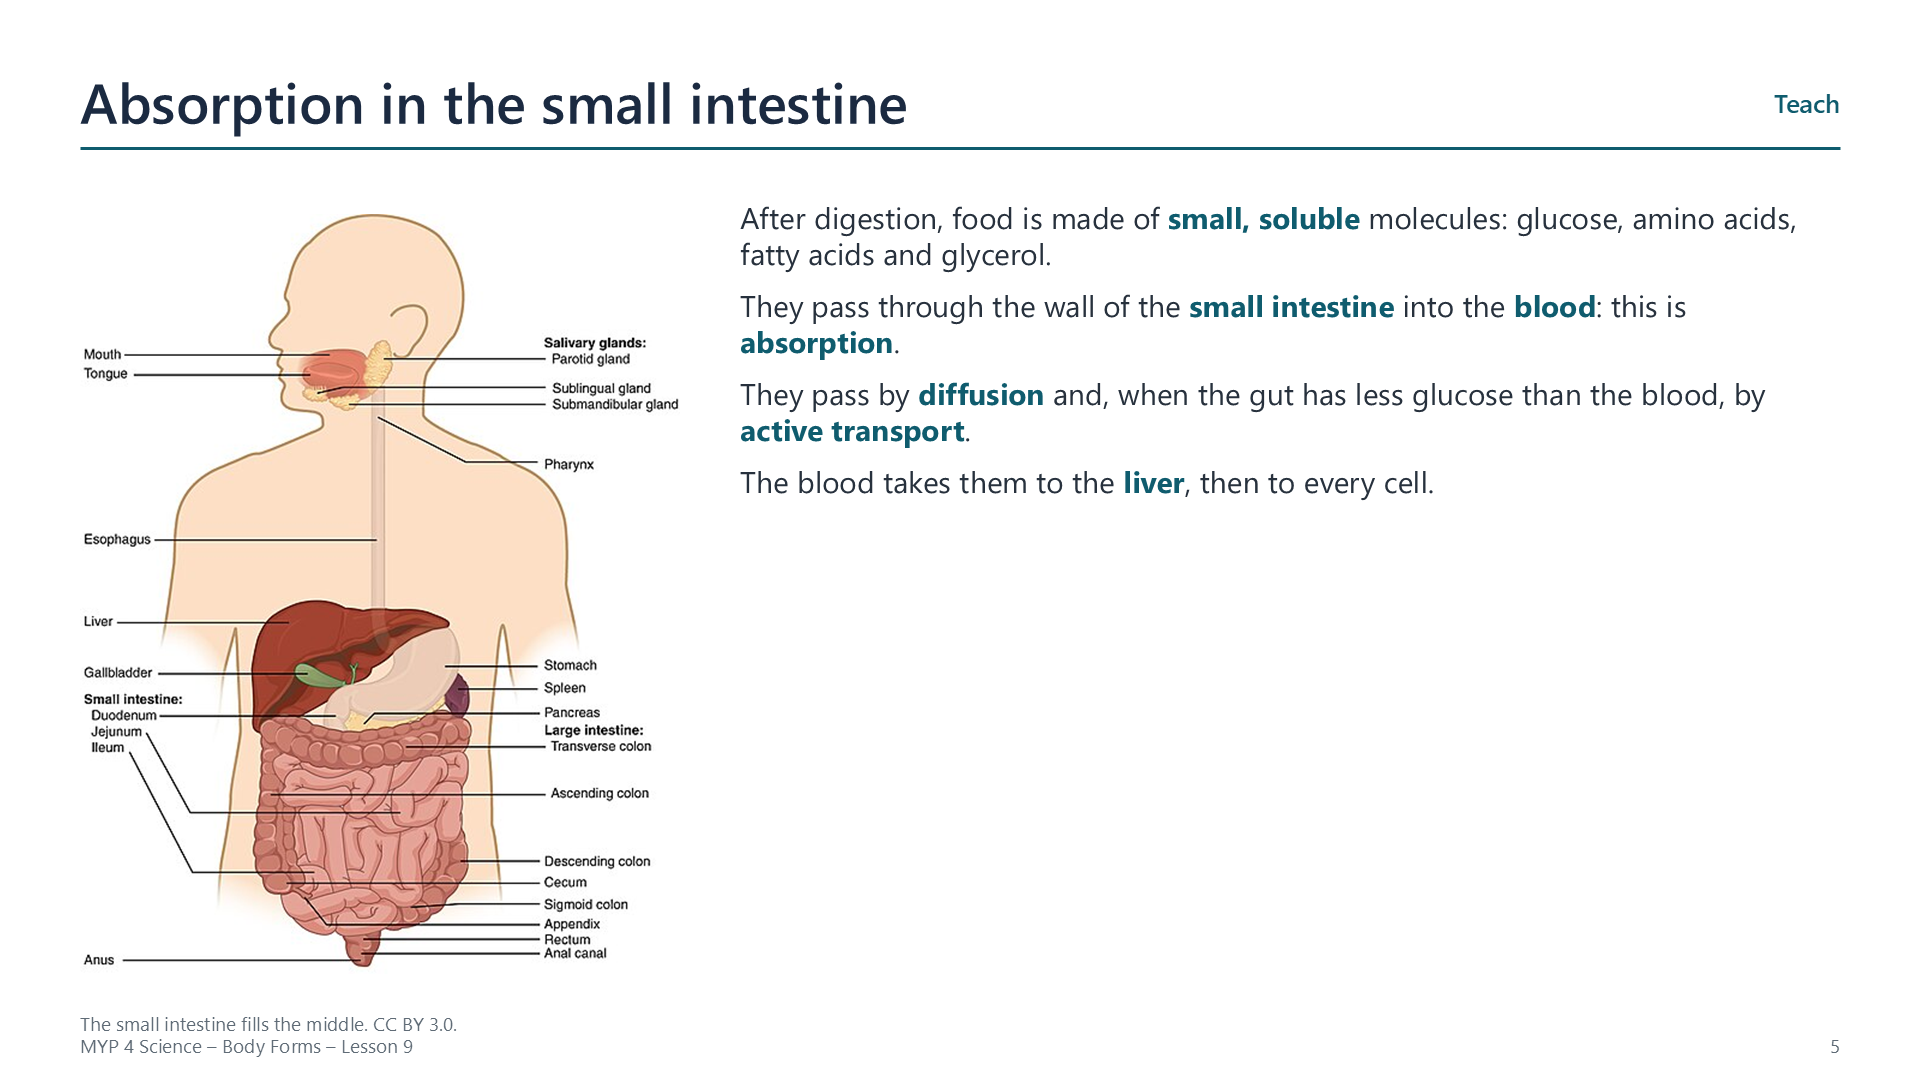 Absorption in the small intestine
Teach
After digestion, food is made of small, soluble molecules: glucose, amino acids,
fatty acids and glycerol.
They pass through the wall of the small intestine into the blood: this is
absorption.
They pass by diffusion and, when the gut has less glucose than the blood, by
active transport.
The blood takes them to the liver, then to every cell.
Mouth
Tongue
Esophagus
Liver
Gallbladder
Small intestine:
Duodenum
Jejunum
Ileum
Anus
Salivary glands:
Parotid gland
Sublingual gland
Submandibular gland
Pharynx
Stomach
Spleen
Pancreas
Large intestine:
Transverse colon
Ascending colon
Descending colon
Cecum
Sigmoid colon
Appendix
Rectum
Anal canal
The small intestine fills the middle. CC BY 3.0.
MYP 4 Science – Body Forms – Lesson 9
5